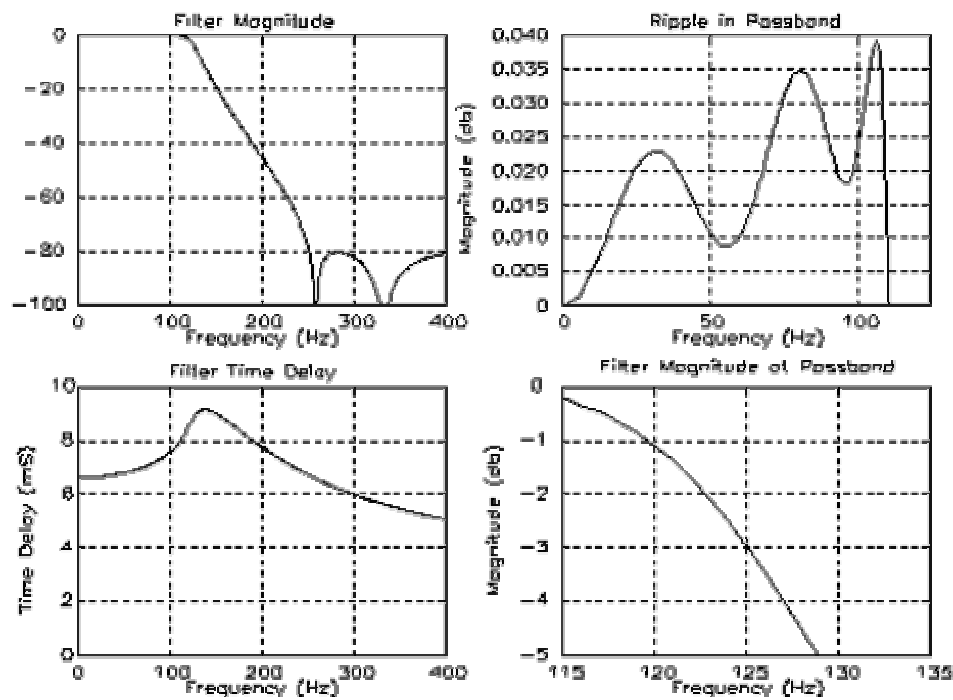 Filter Magnitude
0
-20
-40
-60
-80
-100
0 100 200 300 400
Frequency (Hz)
Ripple in Passband
Magnitude (db)
0.040
0.035
0.030
0.025
0.020
0.015
0.010
0.005
0
0 50 100
Frequency (Hz)
Filter Time Delay
Time Delay (mS)
10
8
6
4
2
0
0 100 200 300 400
Frequency (Hz)
Filter Magnitude at Passband
Magnitude (db)
0
-1
-2
-3
-4
-5
115 120 125 130 135
Frequency (Hz)